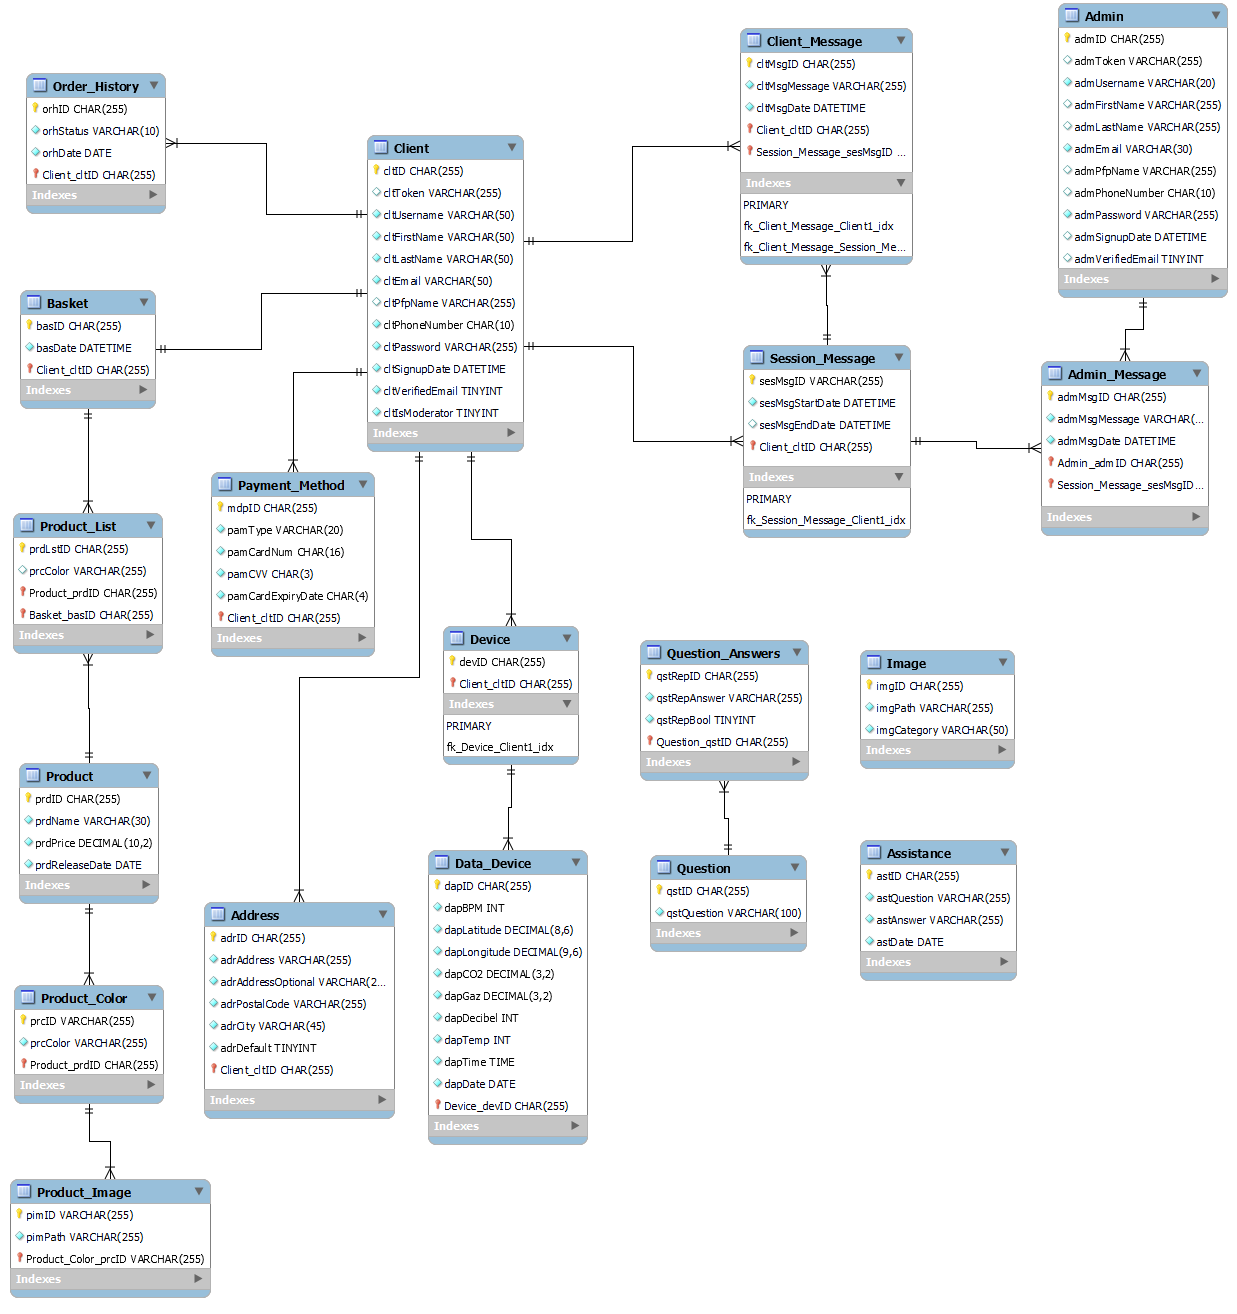 Order_History
orhID CHAR(255)
orhStatus VARCHAR(10)
orhDate DATE
Client_cltID CHAR(255)
Indexes
Basket
basID CHAR(255)
basDate DATETIME
Client_cltID CHAR(255)
Indexes
Product_List
prdLstID CHAR(255)
prcColor VARCHAR(255)
Product_prdID CHAR(255)
Basket_basID CHAR(255)
Indexes
Product
prdID CHAR(255)
prdName VARCHAR(30)
prdPrice DECIMAL(10,2)
prdReleaseDate DATE
Indexes
Product_Color
prcID VARCHAR(255)
prcColor VARCHAR(255)
Product_prdID CHAR(255)
Indexes
Product_Image
pimID VARCHAR(255)
pimPath VARCHAR(255)
Product_Color_prcID VARCHAR(255)
Indexes
Client
cltID CHAR(255)
cltToken VARCHAR(255)
cltUsername VARCHAR(50)
cltFirstName VARCHAR(50)
cltLastName VARCHAR(50)
cltEmail VARCHAR(50)
cltPfpName VARCHAR(255)
cltPhoneNumber CHAR(10)
cltPassword VARCHAR(255)
cltSignupDate DATETIME
cltVerifiedEmail TINYINT
cltIsModerator TINYINT
Indexes
Payment_Method
mdpID CHAR(255)
pamType VARCHAR(20)
pamCardNum CHAR(16)
pamCVV CHAR(3)
pamCardExpiryDate CHAR(4)
Client_cltID CHAR(255)
Indexes
Address
adrID CHAR(255)
adrAddress VARCHAR(255)
adrAddressOptional VARCHAR(2...
adrPostalCode VARCHAR(255)
adrCity VARCHAR(45)
adrDefault TINYINT
Client_cltID CHAR(255)
Indexes
Device
devID CHAR(255)
Client_cltID CHAR(255)
Indexes
PRIMARY
fk_Device_Client1_idx
Data_Device
dapID CHAR(255)
dapBPM INT
dapLatitude DECIMAL(8,6)
dapLongitude DECIMAL(9,6)
dapCO2 DECIMAL(3,2)
dapGaz DECIMAL(3,2)
dapDecibel INT
dapTemp INT
dapTime TIME
dapDate DATE
Device_devID CHAR(255)
Indexes
Client_Message
cltMsgID CHAR(255)
cltMsgMessage VARCHAR(255)
cltMsgDate DATETIME
Client_cltID CHAR(255)
Session_Message_sesMsgID ...
Indexes
PRIMARY
fk_Client_Message_Client1_idx
fk_Client_Message_Session_Me...
Session_Message
sesMsgID VARCHAR(255)
sesMsgStartDate DATETIME
sesMsgEndDate DATETIME
Client_cltID CHAR(255)
Indexes
PRIMARY
fk_Session_Message_Client1_idx
Admin
admID CHAR(255)
admToken VARCHAR(255)
admUsername VARCHAR(20)
admFirstName VARCHAR(255)
admLastName VARCHAR(255)
admEmail VARCHAR(30)
admPfpName VARCHAR(255)
admPhoneNumber CHAR(10)
admPassword VARCHAR(255)
admSignupDate DATETIME
admVerifiedEmail TINYINT
Indexes
Admin_Message
admMsgID CHAR(255)
admMsgMessage VARCHAR(...
admMsgDate DATETIME
Admin_admID CHAR(255)
Session_Message_sesMsgID...
Indexes
Question_Answers
qstRepID CHAR(255)
qstRepAnswer VARCHAR(255)
qstRepBool TINYINT
Question_qstID CHAR(255)
Indexes
Question
qstID CHAR(255)
qstQuestion VARCHAR(100)
Indexes
Image
imgID CHAR(255)
imgPath VARCHAR(255)
imgCategory VARCHAR(50)
Indexes
Assistance
astID CHAR(255)
astQuestion VARCHAR(255)
astAnswer VARCHAR(255)
astDate DATE
Indexes